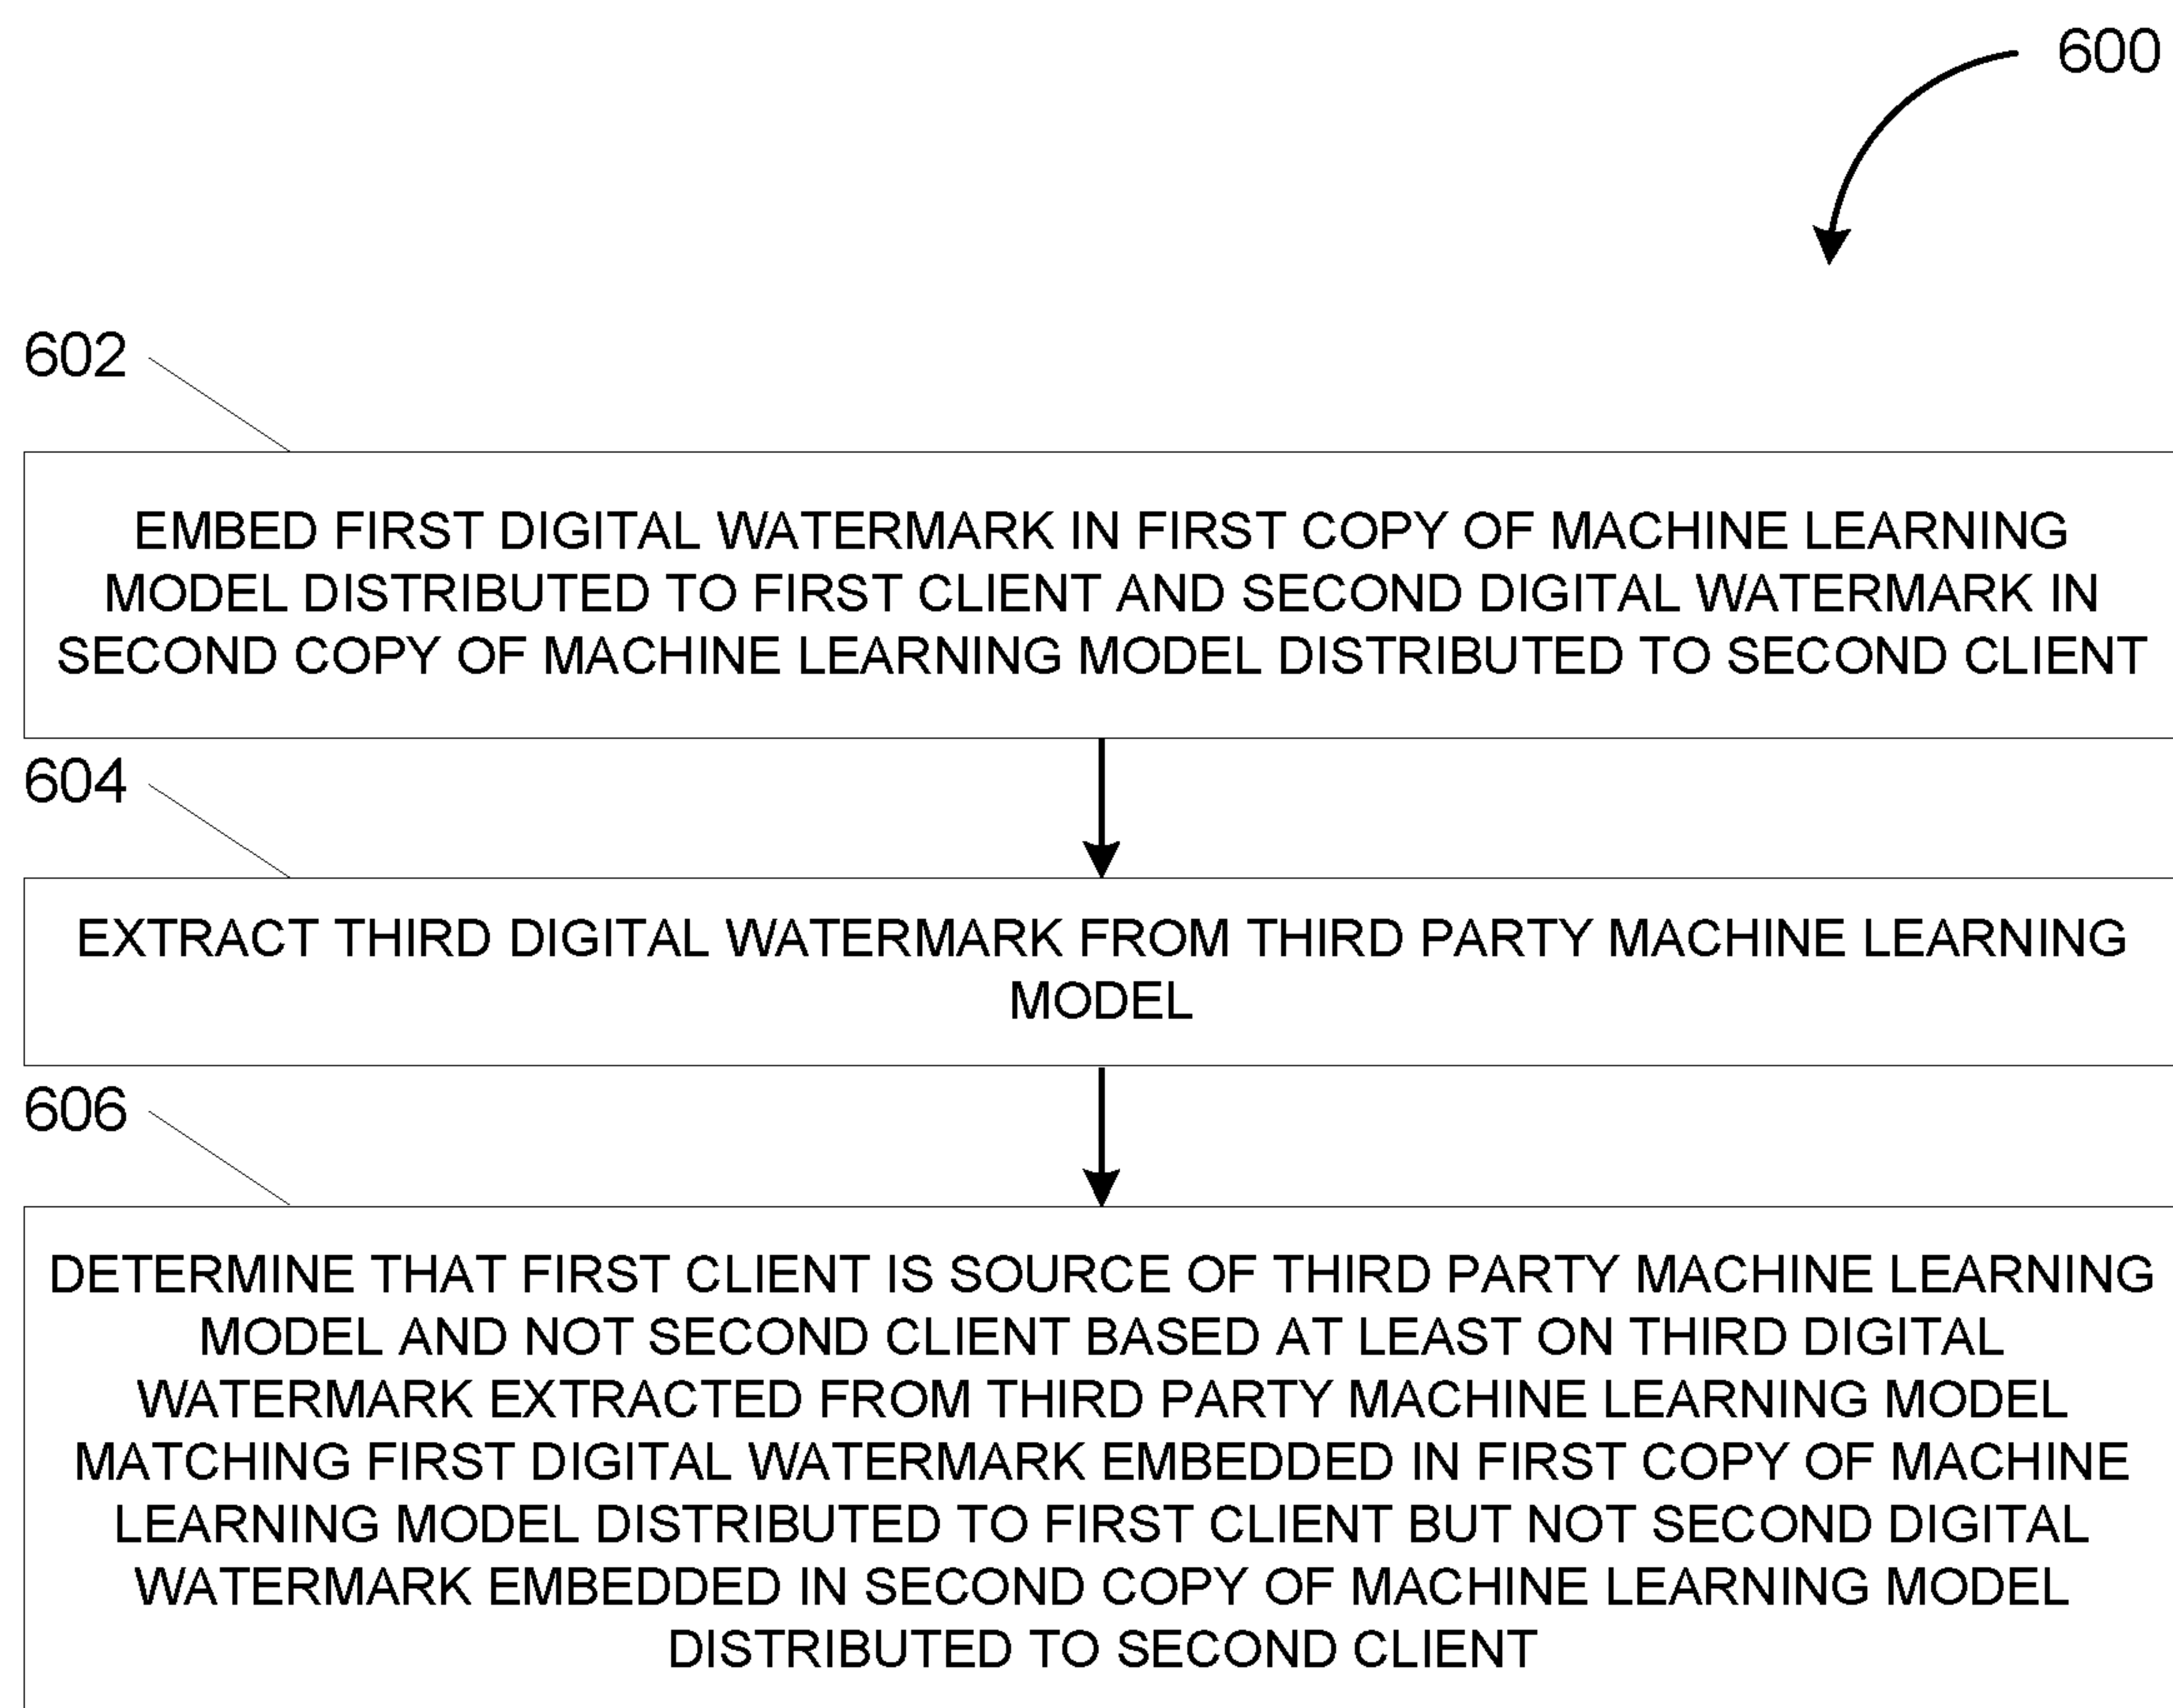 600
602
EMBED FIRST DIGITAL WATERMARK IN FIRST COPY OF MACHINE LEARNING
MODEL DISTRIBUTED TO FIRST CLIENT AND SECOND DIGITAL WATERMARK IN
SECOND COPY OF MACHINE LEARNING MODEL DISTRIBUTED TO SECOND CLIENT
604
EXTRACT THIRD DIGITAL WATERMARK FROM THIRD PARTY MACHINE LEARNING
MODEL
606
DETERMINE THAT FIRST CLIENT IS SOURCE OF THIRD PARTY MACHINE LEARNING
MODEL AND NOT SECOND CLIENT BASED AT LEAST ON THIRD DIGITAL
WATERMARK EXTRACTED FROM THIRD PARTY MACHINE LEARNING MODEL
MATCHING FIRST DIGITAL WATERMARK EMBEDDED IN FIRST COPY OF MACHINE
LEARNING MODEL DISTRIBUTED TO FIRST CLIENT BUT NOT SECOND DIGITAL
WATERMARK EMBEDDED IN SECOND COPY OF MACHINE LEARNING MODEL
DISTRIBUTED TO SECOND CLIENT